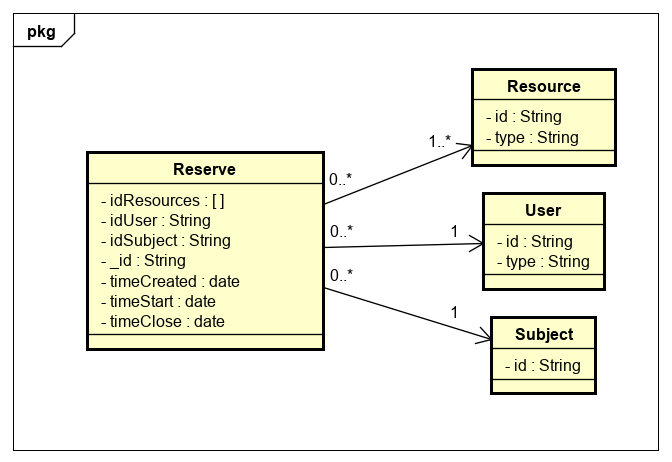 pkg
Resource
- id : String
- type : String
1..*
Reserve
0..*
- idResources : [ ]
- idUser : String
- idSubject : String
- _id : String
- timeCreated : date
- timeStart : date
- timeClose : date
0..*
1
User
- id : String
- type : String
0..*
1
Subject
- id : String